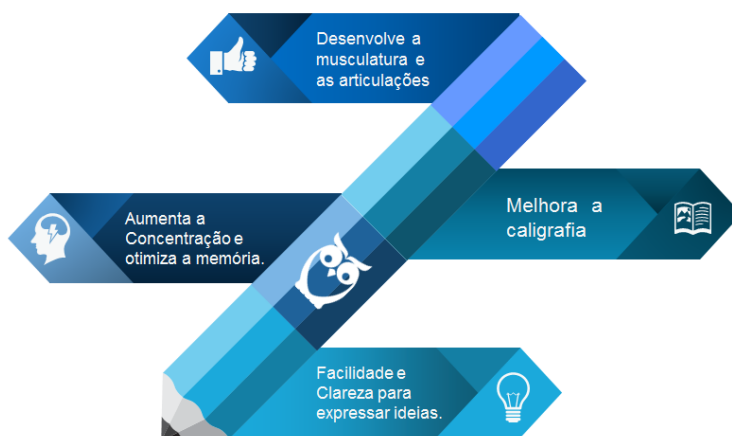 Desenvolve a
musculatura e
as articulações
Aumenta a
Concentração e
otimiza a memória.
Melhora a
caligrafia
Facilidade e
Clareza para
expressar ideias.